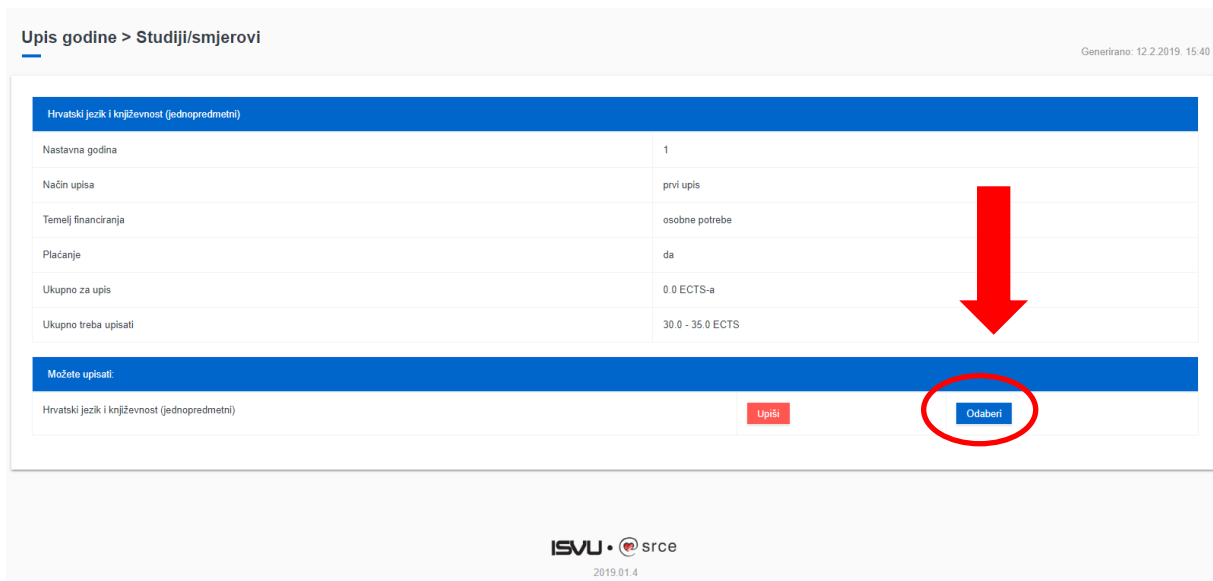 Upis godine > Studiji/smjerovi
Generirano: 12.2.2019. 15:40
Hrvatski jezik i književnost (jednopredmetni)
Nastavna godina 1
Način upisa prvi upis
Temelj financiranja osobne potrebe
Plaćanje da
Ukupno za upis 0.0 ECTS-a
Ukupno treba upisati 30.0 - 35.0 ECTS
Možete upisati:
Hrvatski jezik i književnost (jednopredmetni) Upiši Odaberi
ISVU • srce
2019.01.4